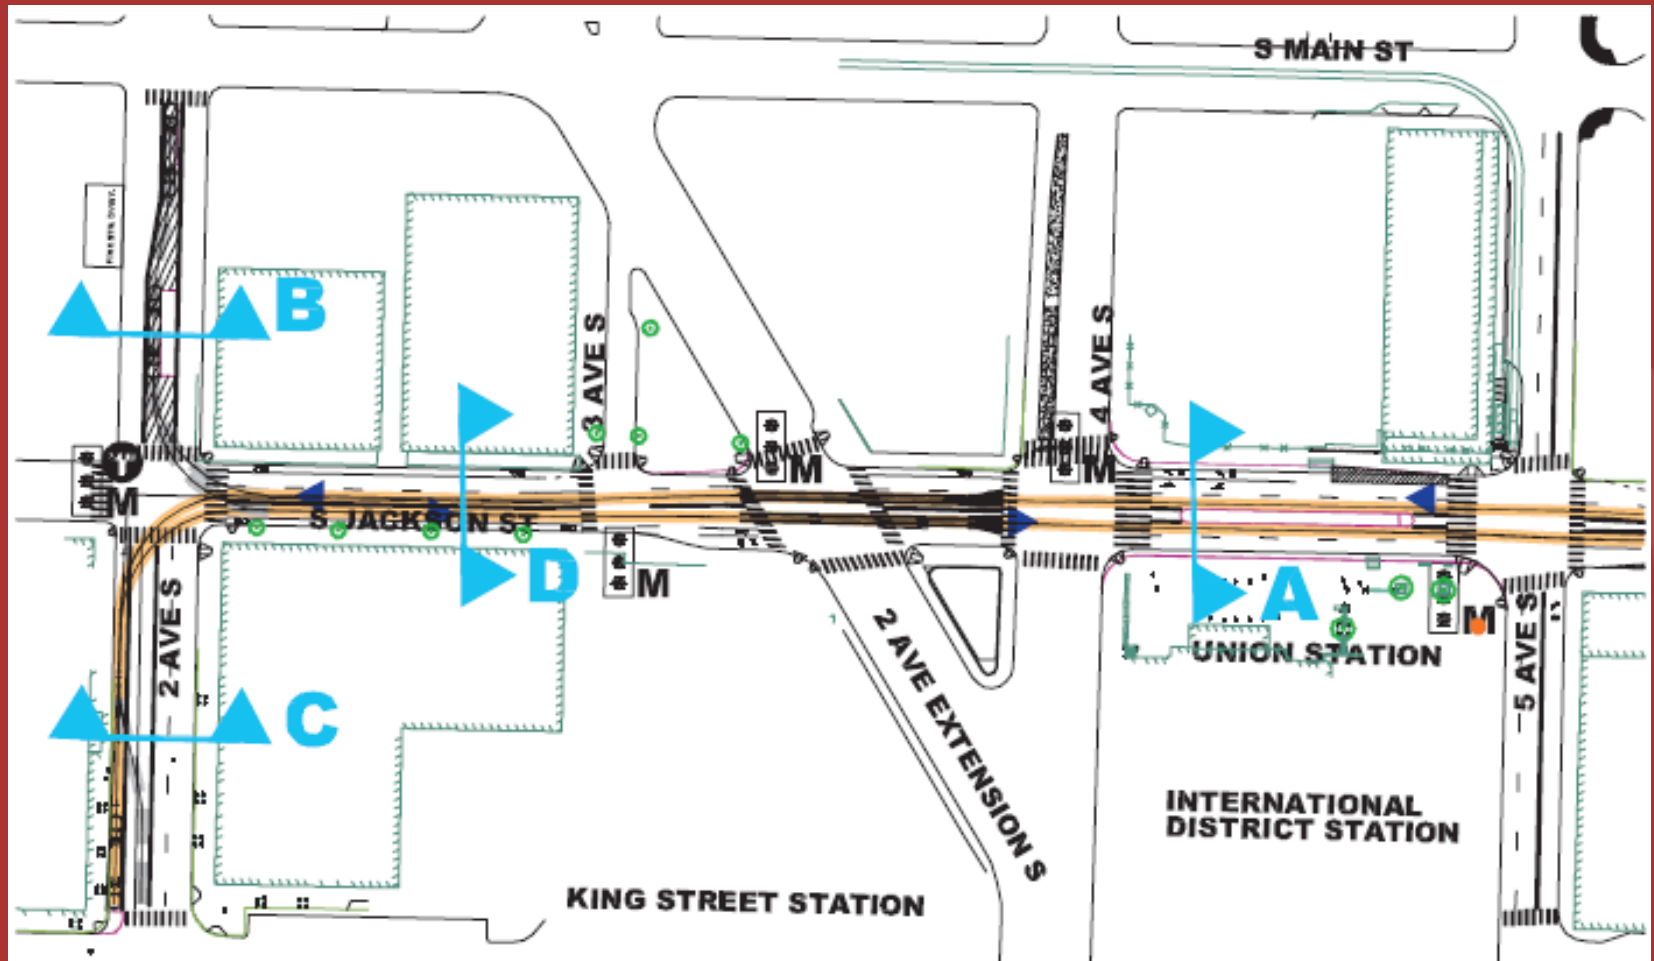 S MAIN ST
B
3 AVE S
4 AVE S
M
M
M
S JACKSON ST
D
M
A
M
2 AVE S
2 AVE EXTENSION S
UNION STATION
5 AVE S
C
INTERNATIONAL
DISTRICT STATION
KING STREET STATION